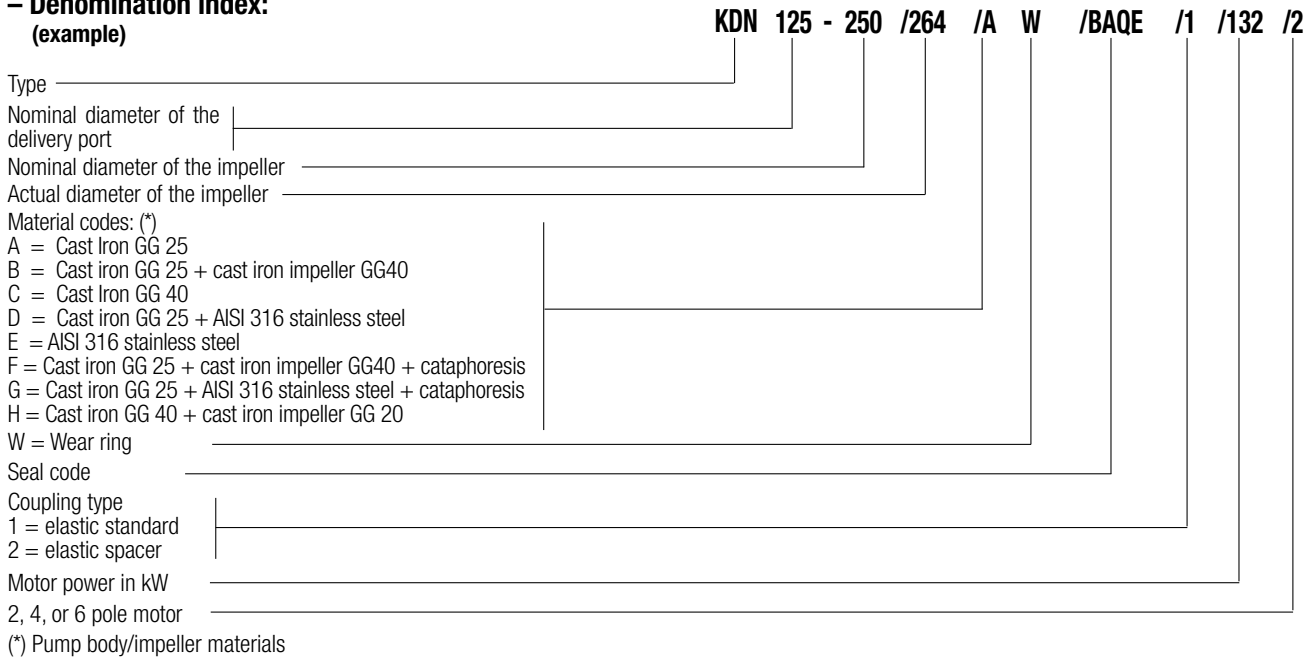 – Denomination index:
(example)
KDN 125 - 250 /264 /A W /BAQE /1 /132 /2
Type
Nominal diameter of the
delivery port
Nominal diameter of the impeller
Actual diameter of the impeller
Material codes: (*)
A = Cast Iron GG 25
B = Cast iron GG 25 + cast iron impeller GG40
C = Cast Iron GG 40
D = Cast iron GG 25 + AISI 316 stainless steel
E = AISI 316 stainless steel
F = Cast iron GG 25 + cast iron impeller GG40 + cataphoresis
G = Cast iron GG 25 + AISI 316 stainless steel + cataphoresis
H = Cast iron GG 40 + cast iron impeller GG 20
W = Wear ring
Seal code
Coupling type
1 = elastic standard
2 = elastic spacer
Motor power in kW
2, 4, or 6 pole motor
(*) Pump body/impeller materials